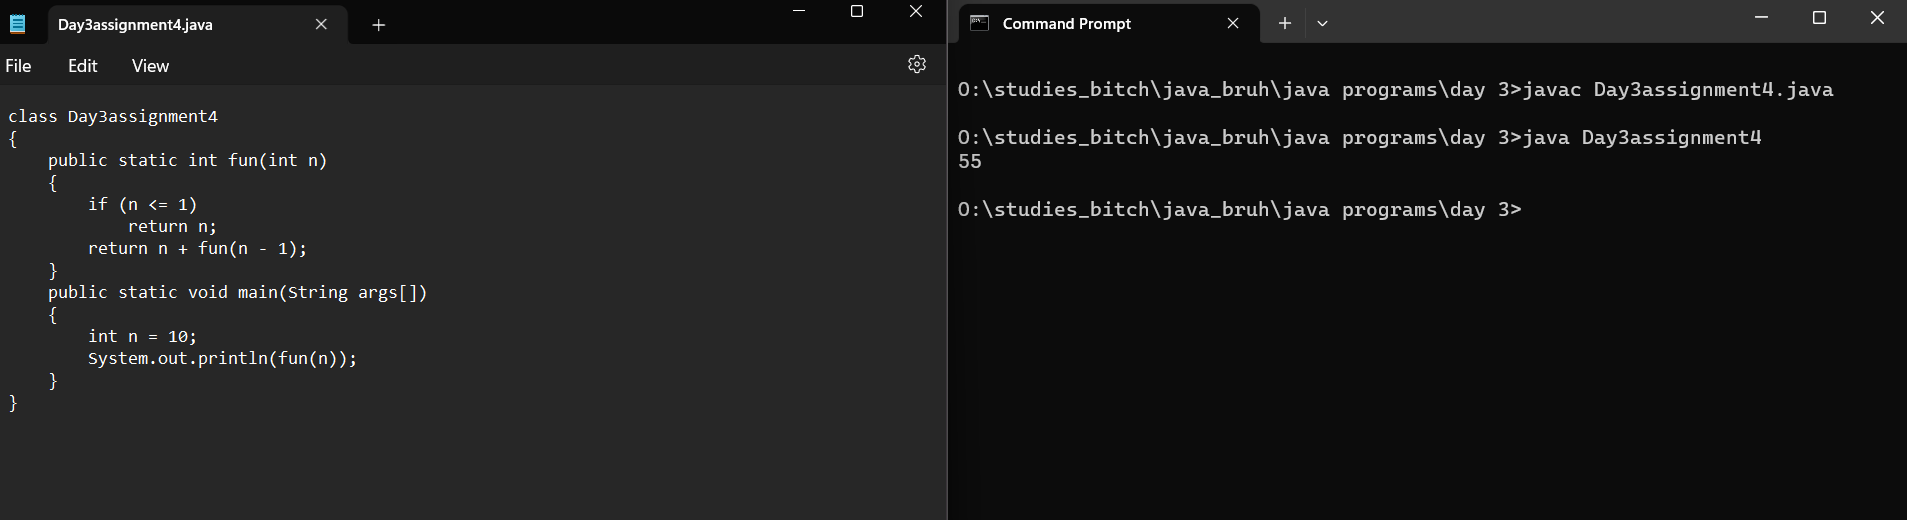 Day3assignment4.java
File Edit View
class Day3assignment4
{
    public static int fun(int n)
    {
        if (n <= 1)
            return n;
        return n + fun(n - 1);
    }
    public static void main(String args[])
    {
        int n = 10;
        System.out.println(fun(n));
    }
}
Command Prompt
O:\studies_bitch\java_bruh\java programs\day 3>javac Day3assignment4.java
O:\studies_bitch\java_bruh\java programs\day 3>java Day3assignment4
55
O:\studies_bitch\java_bruh\java programs\day 3>